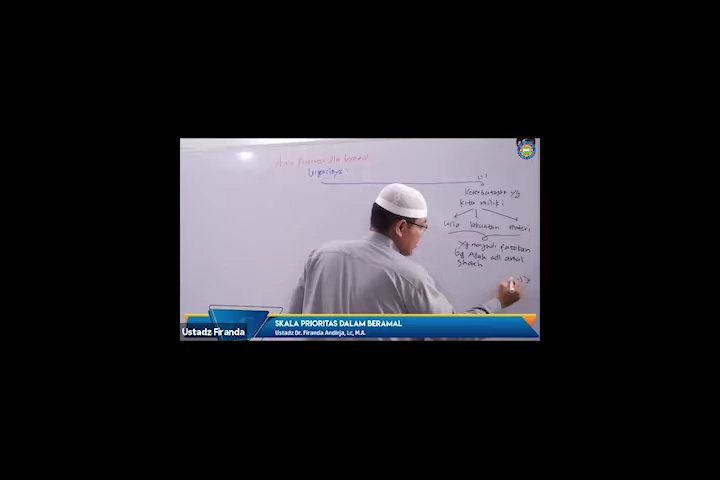 Skala Prioritas dlm beramal
Urgensinya :
Keterbatasan yg
kita miliki
usia kekuatan materi
yg menjadi patokan
bg Allah adl amal
Sholeh
SKALA PRIORITAS DALAM BERAMAL
Ustadz Dr. Firanda Andirja, Lc, M.A.
Ustadz Firanda